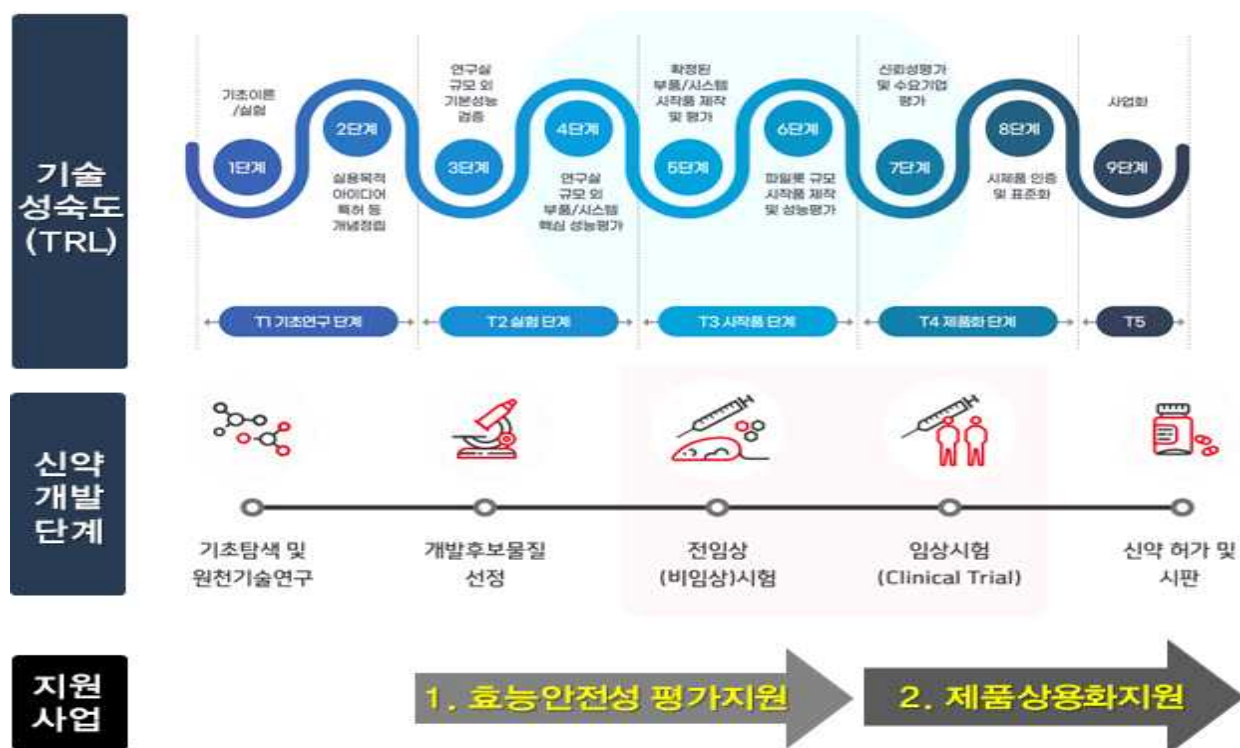 기술
성숙도
(TRL)
기초이론
/실험
1단계
2단계
실용목적
아이디어
특허 등
개념정립
연구실
규모 외
기본성능
검증
3단계
4단계
연구실
규모 외
부품/시스템
핵심 성능평가
확정된
부품/시스템
시작품 제작
및 평가
5단계
6단계
파일롯 규모
시작품 제작
및 성능평가
신뢰성평가
및 수요기업
평가
7단계
8단계
시제품 인증
및 표준화
사업화
9단계
T1 기초연구 단계
T2 실험 단계
T3 시작품 단계
T4 제품화 단계
T5
신약
개발
단계
기초탐색 및
원천기술연구
개발후보물질
선정
전임상
(비임상)시험
임상시험
(Clinical Trial)
신약 허가 및
시판
지원
사업
1. 효능안전성 평가지원
2. 제품상용화지원